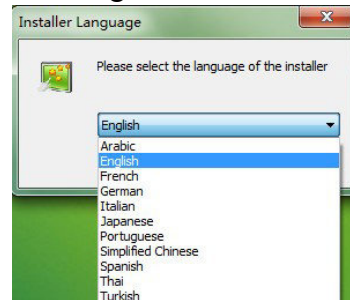 Installer Language
Please select the language of the installer
English
Arabic
English
French
German
Italian
Japanese
Portuguese
Simplified Chinese
Spanish
Thai
Turkish